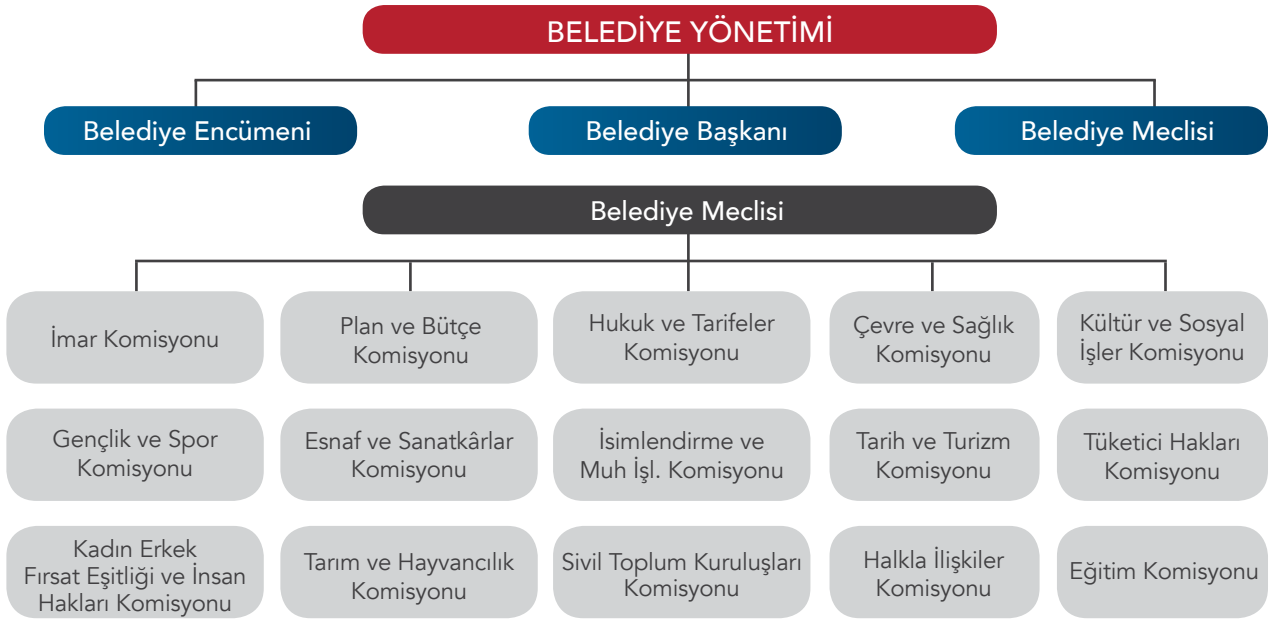 BELEDİYE YÖNETİMİ
Belediye Encümeni
Belediye Başkanı
Belediye Meclisi
Belediye Meclisi
İmar Komisyonu
Plan ve Bütçe
Komisyonu
Hukuk ve Tarifeler
Komisyonu
Çevre ve Sağlık
Komisyonu
Kültür ve Sosyal
İşler Komisyonu
Gençlik ve Spor
Komisyonu
Esnaf ve Sanatkârlar
Komisyonu
İsimlendirme ve
Muh İşl. Komisyonu
Tarih ve Turizm
Komisyonu
Tüketici Hakları
Komisyonu
Kadın Erkek
Fırsat Eşitliği ve İnsan
Hakları Komisyonu
Tarım ve Hayvancılık
Komisyonu
Sivil Toplum Kuruluşları
Komisyonu
Halkla İlişkiler
Komisyonu
Eğitim Komisyonu